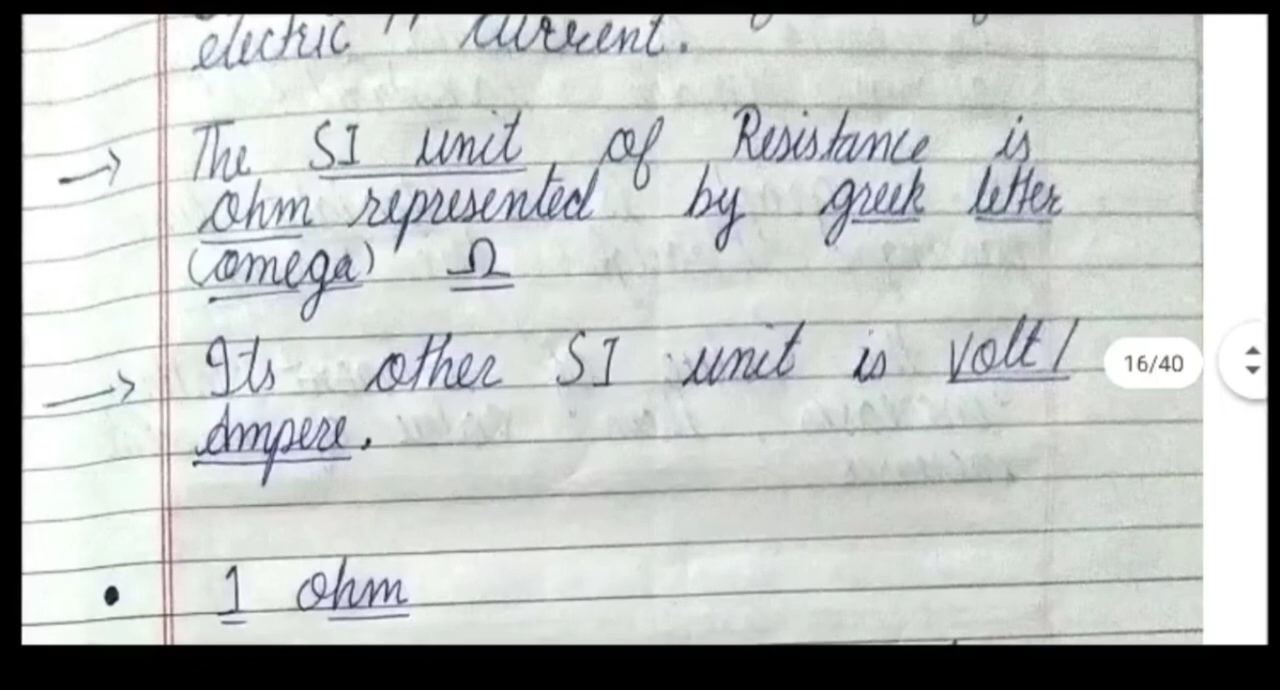 electric current.
→ The SI unit of Resistance is
ohm represented by greek letter
(omega) Ω
→ Its other SI unit is Volt/
Ampere.
16/40
• 1 ohm